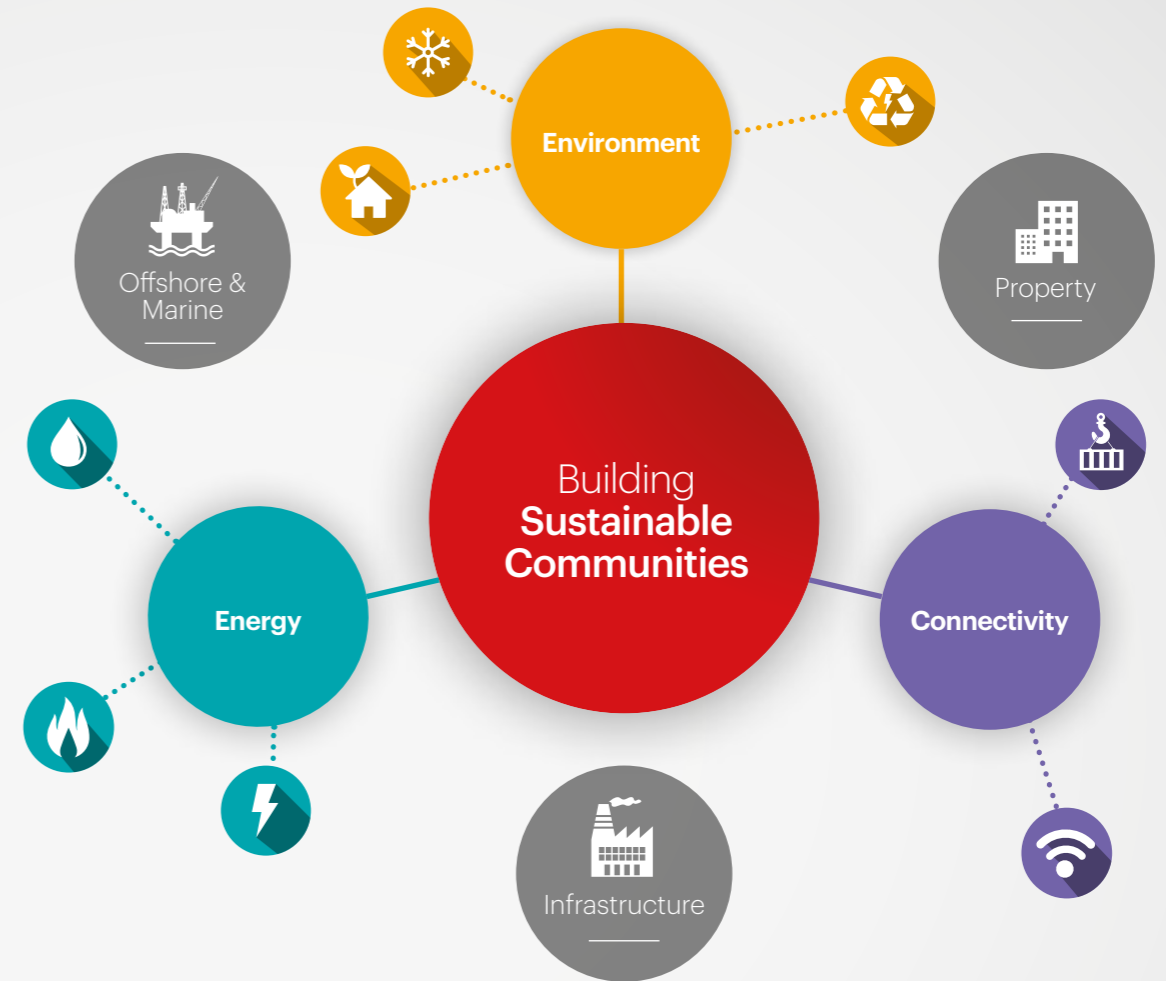 Environment
Offshore &
Marine
Property
Building
Sustainable
Communities
Energy
Connectivity
Infrastructure